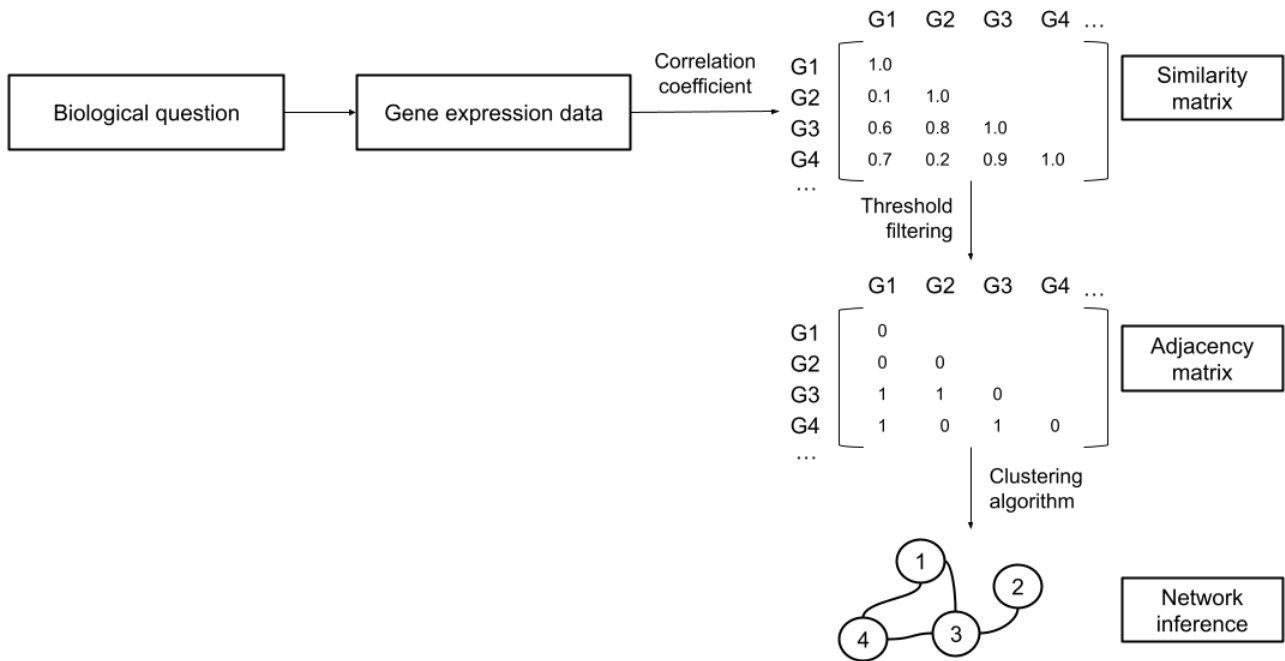 G1 G2 G3 G4 ...
Biological question
Gene expression data
Correlation
coefficient
G1 1.0
G2 0.1 1.0
G3 0.6 0.8 1.0
G4 0.7 0.2 0.9 1.0
...
Similarity
matrix
Threshold
filtering
G1 G2 G3 G4 ...
G1 0
G2 0 0
G3 1 1 0
G4 1 0 1 0
...
Adjacency
matrix
Clustering
algorithm
1
2
4
3
Network
inference